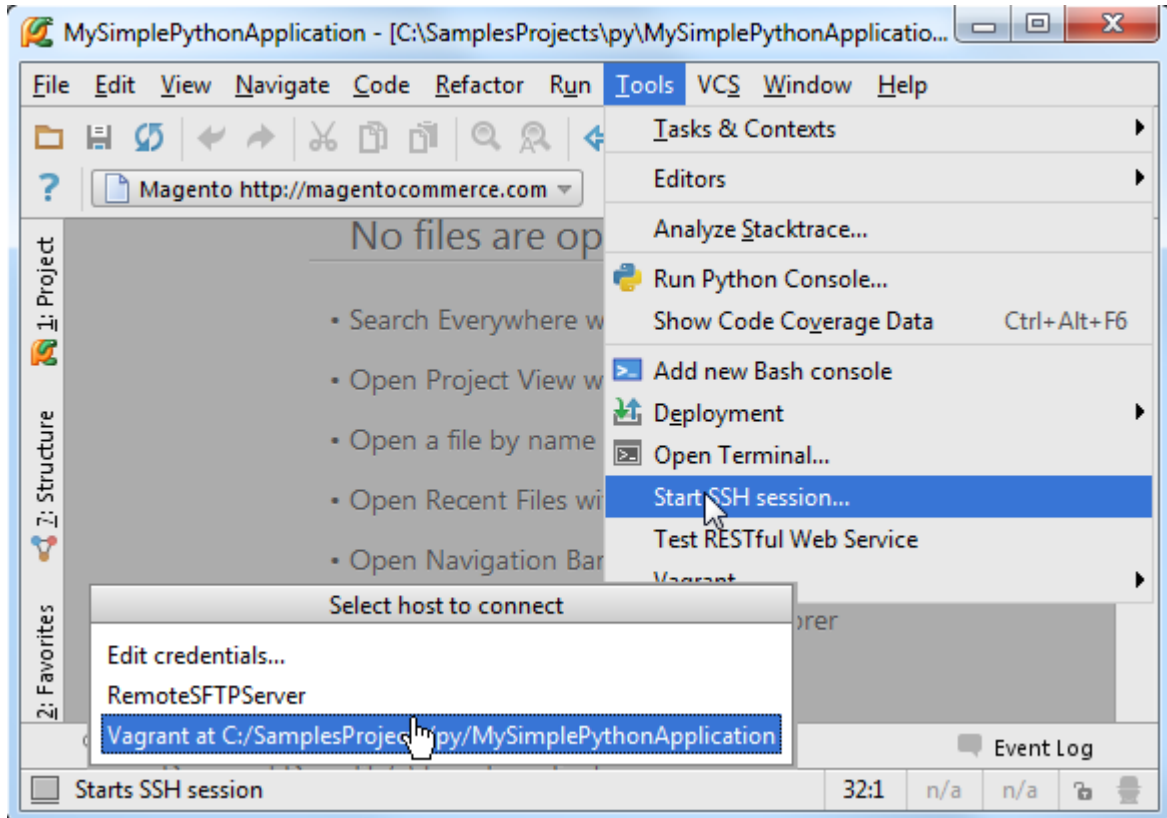 MySimplePythonApplication - [C:\SamplesProjects\py\MySimplePythonApplicatio...
File Edit View Navigate Code Refactor Run Tools VCS Window Help
Magento http://magentocommerce.com
Tasks & Contexts
Editors
Analyze Stacktrace...
Run Python Console...
Show Code Coverage Data Ctrl+Alt+F6
Add new Bash console
Deployment
Open Terminal...
Start SSH session...
Test RESTful Web Service
Vagrant
1: Project
7: Structure
2: Favorites
No files are op
• Search Everywhere w
• Open Project View w
• Open a file by name
• Open Recent Files wi
• Open Navigation Bar
orer
Select host to connect
Edit credentials...
RemoteSFTPServer
Vagrant at C:/SamplesProjects/py/MySimplePythonApplication
Event Log
Starts SSH session 32:1 n/a n/a